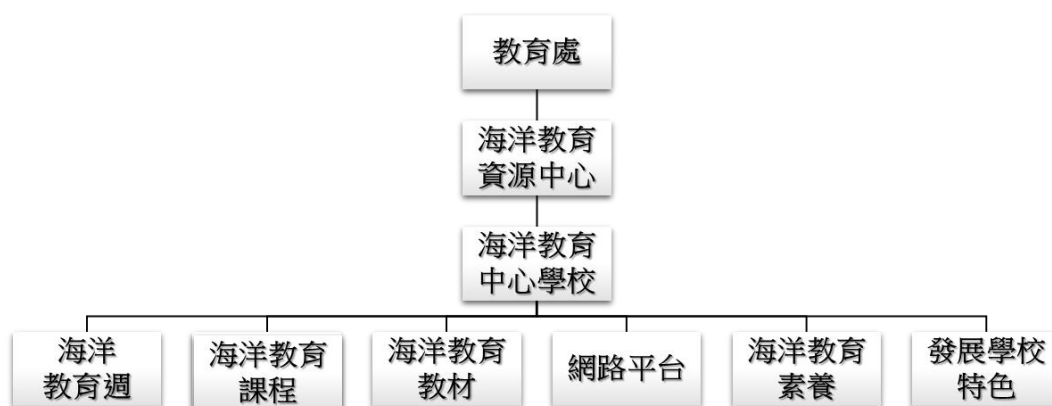 教育處
海洋教育
資源中心
海洋教育
中心學校
海洋
教育週
海洋教育
課程
海洋教育
教材
網路平台
海洋教育
素養
發展學校
特色